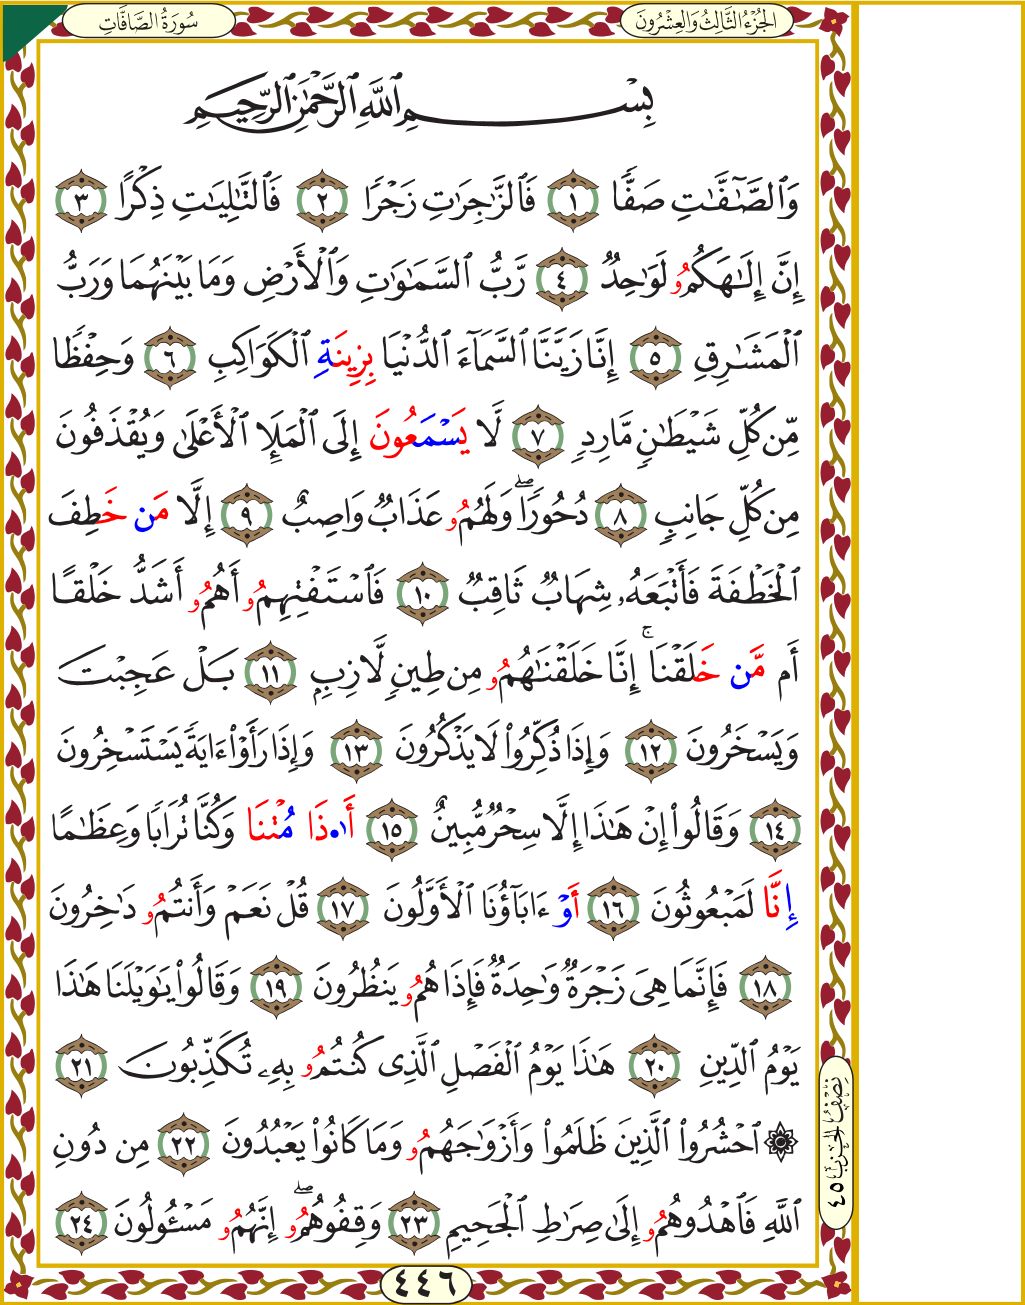 سُورَةُ الصَّافَّاتِ
الجُزْءُ الثَّالِثُ وَالعِشْرُونَ
بِسْمِ ٱللَّهِ ٱلرَّحْمَٰنِ ٱلرَّحِيمِ
وَٱلصَّٰٓفَّٰتِ صَفًّا ١ فَٱلزَّٰجِرَٰتِ زَجْرًا ٢ فَٱلتَّٰلِيَٰتِ ذِكْرًا ٣
إِنَّ إِلَٰهَكُمُو لَوَٰحِدٌ ٤ رَّبُّ ٱلسَّمَٰوَٰتِ وَٱلْأَرْضِ وَمَا بَيْنَهُمَا وَرَبُّ
ٱلْمَشَٰرِقِ ٥ إِنَّا زَيَّنَّا ٱلسَّمَآءَ ٱلدُّنْيَا بِزِينَةِ ٱلْكَوَاكِبِ ٦ وَحِفْظًا
مِّن كُلِّ شَيْطَٰنٍ مَّارِدٍ ٧ لَّا يَسْمَعُونَ إِلَى ٱلْمَلَإِ ٱلْأَعْلَىٰ وَيُقْذَفُونَ
مِن كُلِّ جَانِبٍ ٨ دُحُورًا ۖ وَلَهُمُو عَذَابٌ وَاصِبٌ ٩ إِلَّا مَن خَطِفَ
ٱلْخَطْفَةَ فَأَتْبَعَهُۥ شِهَابٌ ثَاقِبٌ ١٠ فَٱسْتَفْتِهِمُو أَهُمُو أَشَدُّ خَلْقًا
أَم مَّن خَلَقْنَا ۚ إِنَّا خَلَقْنَٰهُمُو مِن طِينٍ لَّازِبٍ ١١ بَلْ عَجِبْتَ
وَيَسْخَرُونَ ١٢ وَإِذَا ذُكِّرُوا۟ لَا يَذْكُرُونَ ١٣ وَإِذَا رَأَوْا۟ ءَايَةً يَسْتَسْخِرُونَ
١٤ وَقَالُوٓا۟ إِنْ هَٰذَآ إِلَّا سِحْرٌ مُّبِينٌ ١٥ أَا۬ذَا مُتْنَا وَكُنَّا تُرَابًا وَعِظَٰمًا
إِنَّا لَمَبْعُوثُونَ ١٦ أَوْ ءَابَآؤُنَا ٱلْأَوَّلُونَ ١٧ قُلْ نَعَمْ وَأَنتُمُو دَٰخِرُونَ
١٨ فَإِنَّمَا هِىَ زَجْرَةٌ وَٰحِدَةٌ فَإِذَا هُمُو يَنظُرُونَ ١٩ وَقَالُوا۟ يَٰوَيْلَنَا هَٰذَا
يَوْمُ ٱلدِّينِ ٢٠ هَٰذَا يَوْمُ ٱلْفَصْلِ ٱلَّذِى كُنتُمُو بِهِۦ تُكَذِّبُونَ ٢١
۞ ٱحْشُرُوا۟ ٱلَّذِينَ ظَلَمُوا۟ وَأَزْوَٰجَهُمُو وَمَا كَانُوا۟ يَعْبُدُونَ ٢٢ مِن دُونِ
ٱللَّهِ فَٱهْدُوهُمُو إِلَىٰ صِرَٰطِ ٱلْجَحِيمِ ٢٣ وَقِفُوهُمُو ۖ إِنَّهُمُو مَسْـُٔولُونَ ٢٤
نِصْفُ الحِزْبِ ٤٥
٤٤٦